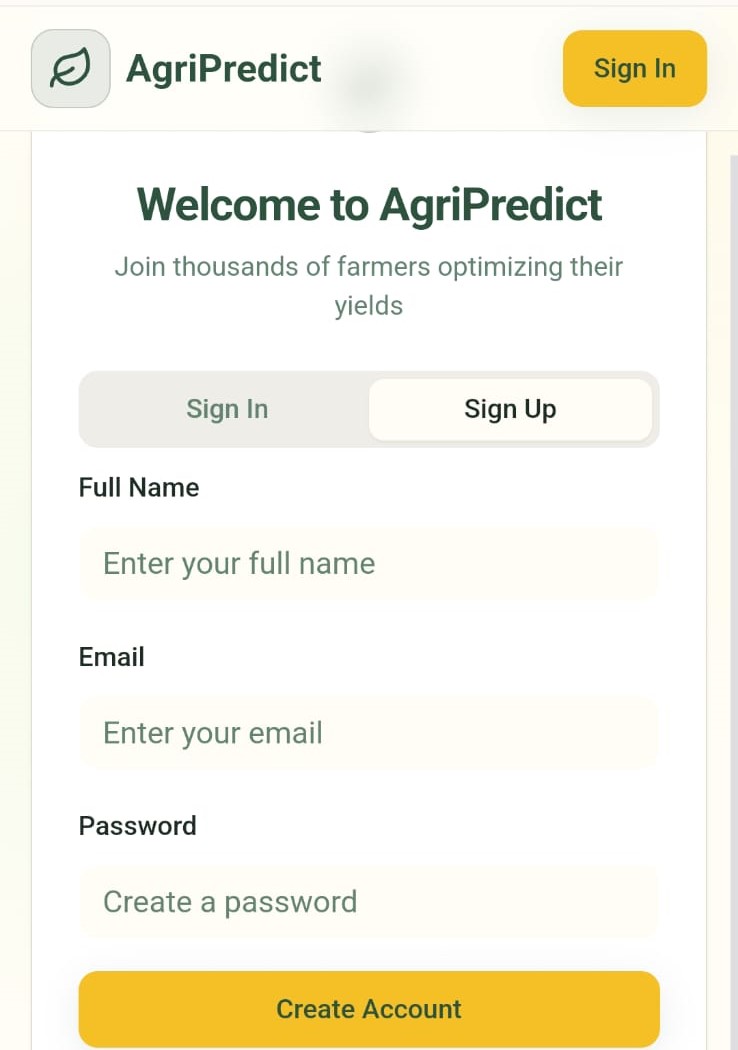 AgriPredict
Sign In
Welcome to AgriPredict
Join thousands of farmers optimizing their
yields
Sign In
Sign Up
Full Name
Enter your full name
Email
Enter your email
Password
Create a password
Create Account